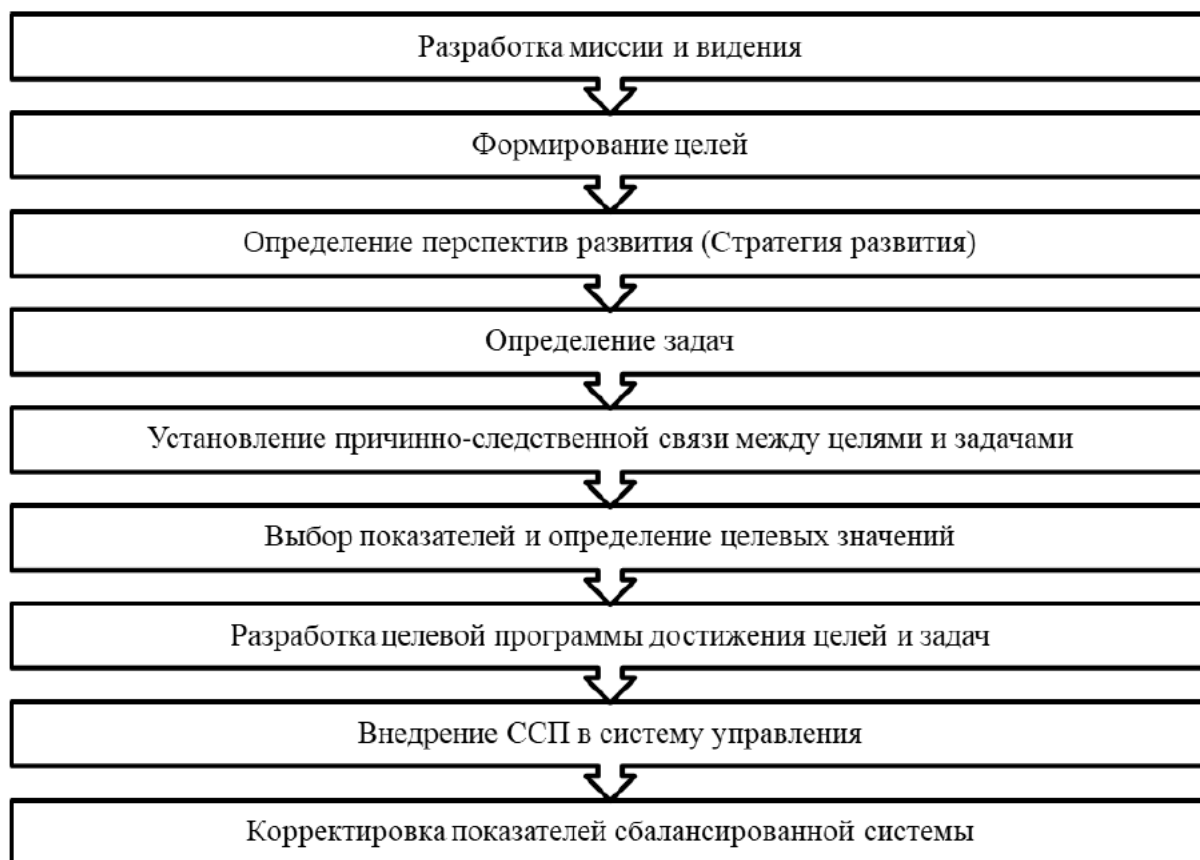 Разработка миссии и видения
Формирование целей
Определение перспектив развития (Стратегия развития)
Определение задач
Установление причинно-следственной связи между целями и задачами
Выбор показателей и определение целевых значений
Разработка целевой программы достижения целей и задач
Внедрение ССП в систему управления
Корректировка показателей сбалансированной системы